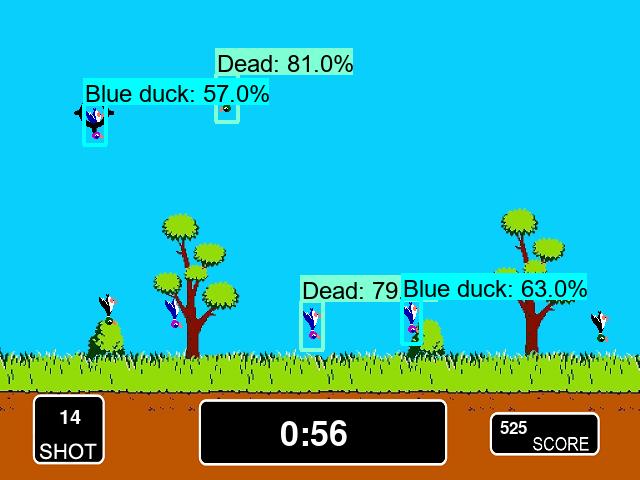 Dead: 81.0%
Blue duck: 57.0%
Dead: 79
Blue duck: 63.0%
14
SHOT
0:56
525
SCORE